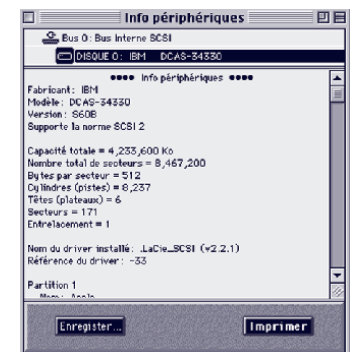 Info périphériques
Bus 0: Bus Interne SCSI
DISQUE 0: IBM DCAS-34330
•••• Info périphériques ••••
Fabricant: IBM
Modèle: DCAS-34330
Version: S60B
Supporte la norme SCSI 2
Capacité totale = 4,233,600 Ko
Nombre total de secteurs = 8,467,200
Bytes par secteur = 512
Cylindres (pistes) = 8,237
Têtes (plateaux) = 6
Secteurs = 171
Entrelacement = 1
Nom du driver installé: .LaCie_SCSI (v2.2.1)
Référence du driver: -33
Partition 1
Nom: Apple
Enregister...
Imprimer